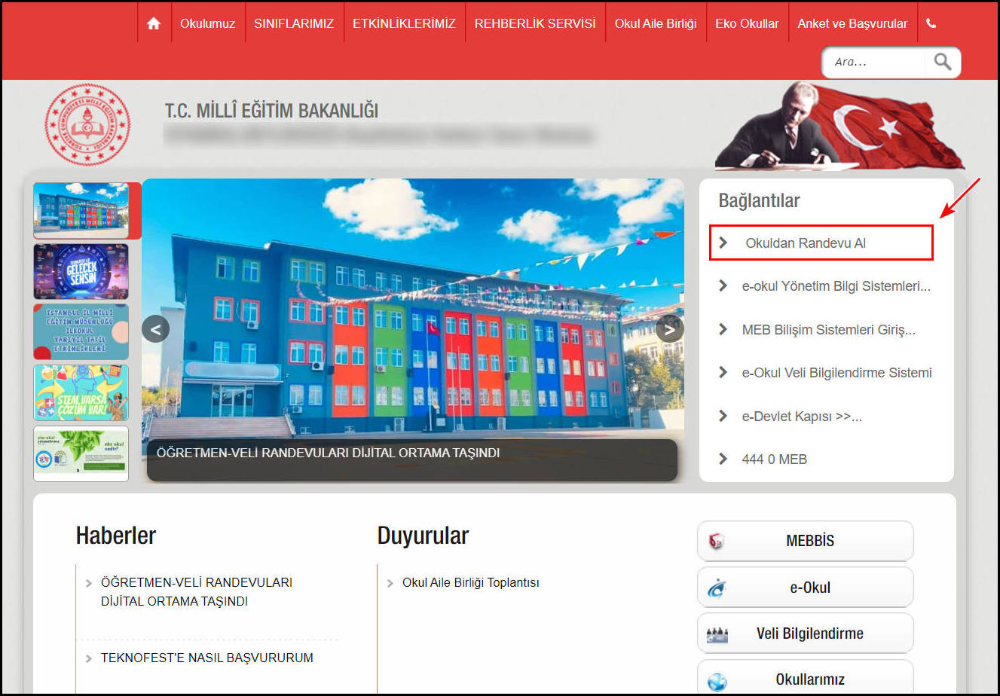 Okulumuz
SINIFLARIMIZ
ETKİNLİKLERİMİZ
REHBERLİK SERVİSİ
Okul Aile Birliği
Eko Okullar
Anket ve Başvurular
Ara...
T.C. MİLLÎ EĞİTİM BAKANLIĞI
GELECEK
SENSİN
İSTANBUL İL MİLLİ
EĞİTİM MÜDÜRLÜĞÜ
İLKOKUL
YARIYIL TATİL
ETKİNLİKLERİ
STEM VARSA
ÇÖZÜM VAR!
eko okul
nedir?
<
>
ÖĞRETMEN-VELİ RANDEVULARI DİJİTAL ORTAMA TAŞINDI
Bağlantılar
Okuldan Randevu Al
e-okul Yönetim Bilgi Sistemleri...
MEB Bilişim Sistemleri Giriş...
e-Okul Veli Bilgilendirme Sistemi
e-Devlet Kapısı >>...
444 0 MEB
Haberler
ÖĞRETMEN-VELİ RANDEVULARI
DİJİTAL ORTAMA TAŞINDI
TEKNOFEST'E NASIL BAŞVURURUM
Duyurular
Okul Aile Birliği Toplantısı
MEBBİS
e-Okul
Veli Bilgilendirme
Okullarımız